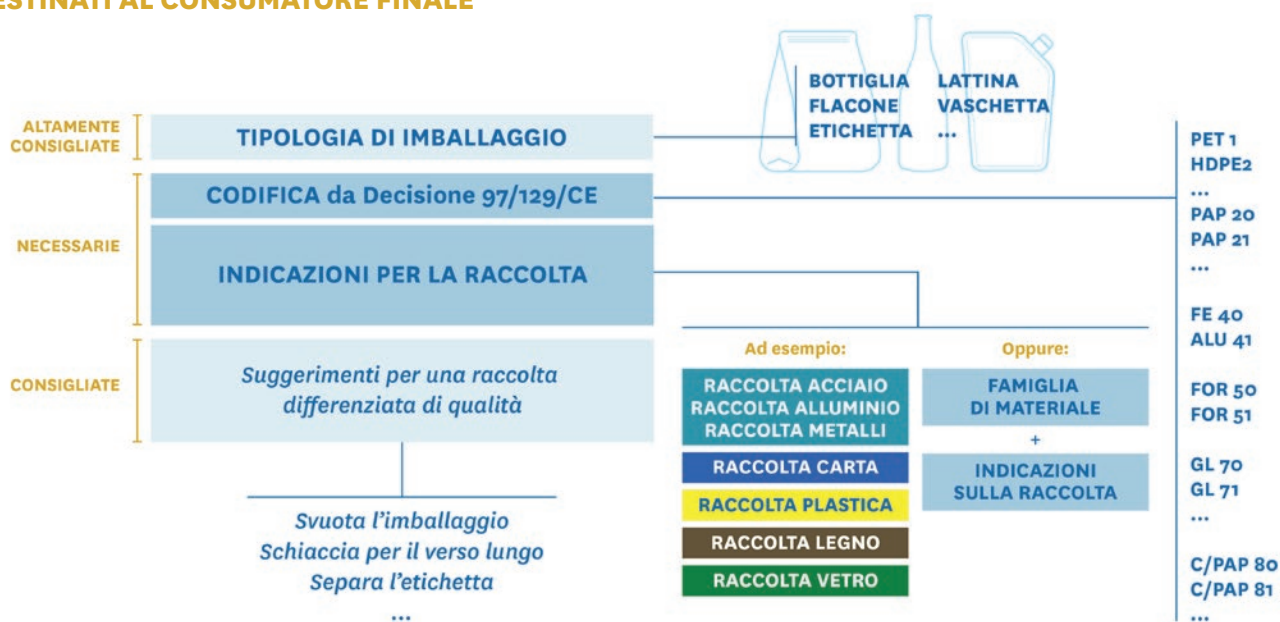 DESTINATI AL CONSUMATORE FINALE
ALTAMENTE
CONSIGLIATE
TIPOLOGIA DI IMBALLAGGIO
BOTTIGLIA LATTINA
FLACONE VASCHETTA
ETICHETTA ...
NECESSARIE
CODIFICA da Decisione 97/129/CE
INDICAZIONI PER LA RACCOLTA
CONSIGLIATE
Suggerimenti per una raccolta
differenziata di qualità
Svuota l'imballaggio
Schiaccia per il verso lungo
Separa l'etichetta
...
Ad esempio:
RACCOLTA ACCIAIO
RACCOLTA ALLUMINIO
RACCOLTA METALLI
RACCOLTA CARTA
RACCOLTA PLASTICA
RACCOLTA LEGNO
RACCOLTA VETRO
Oppure:
FAMIGLIA
DI MATERIALE
+
INDICAZIONI
SULLA RACCOLTA
PET 1
HDPE2
...
PAP 20
PAP 21
...
FE 40
ALU 41
FOR 50
FOR 51
GL 70
GL 71
...
C/PAP 80
C/PAP 81
...